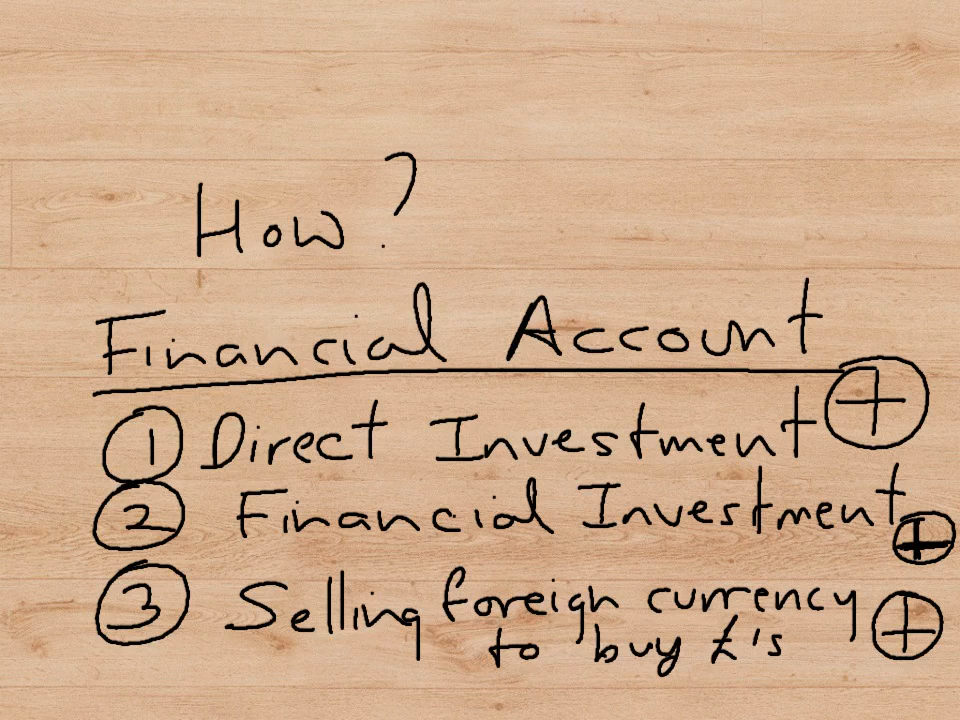 How?
Financial Account
① Direct Investment ⊕
② Financial Investment ⊕
③ Selling foreign currency ⊕
to buy £'s